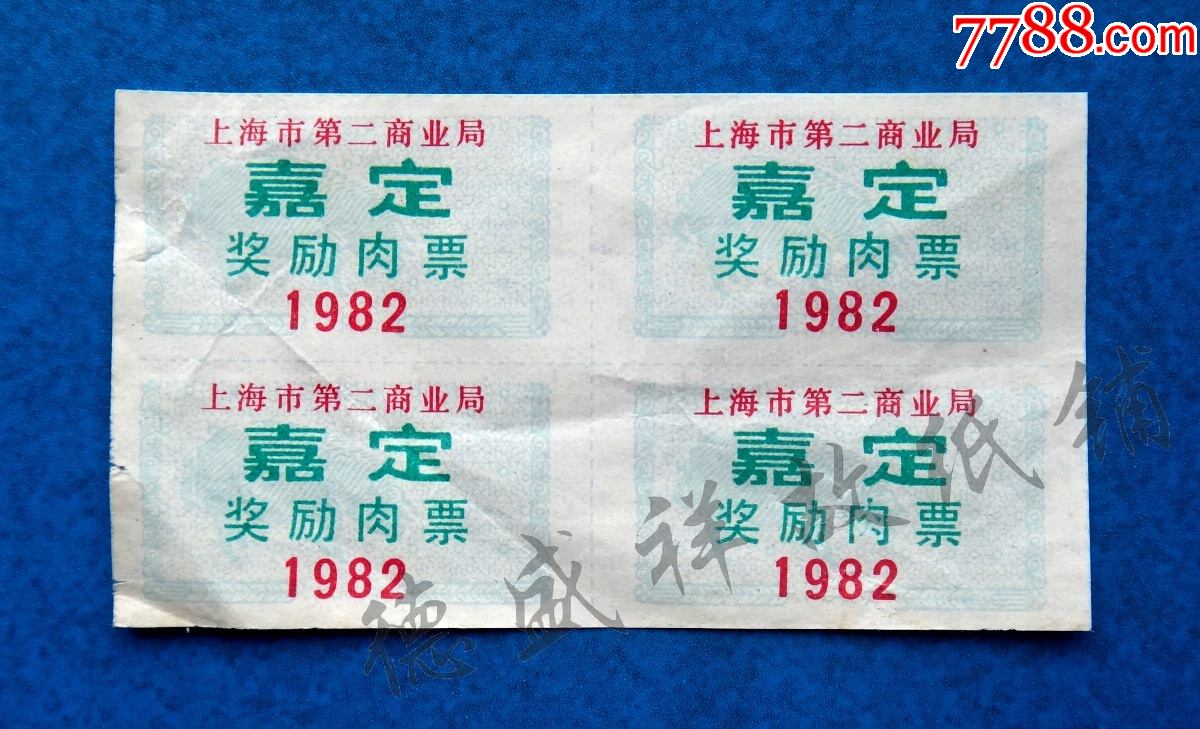 7788.com
上海市第二商业局
嘉定
奖励肉票
1982
上海市第二商业局
嘉定
奖励肉票
1982
上海市第二商业局
嘉定
奖励肉票
1982
上海市第二商业局
嘉定
奖励肉票
1982
德盛祥故纸铺